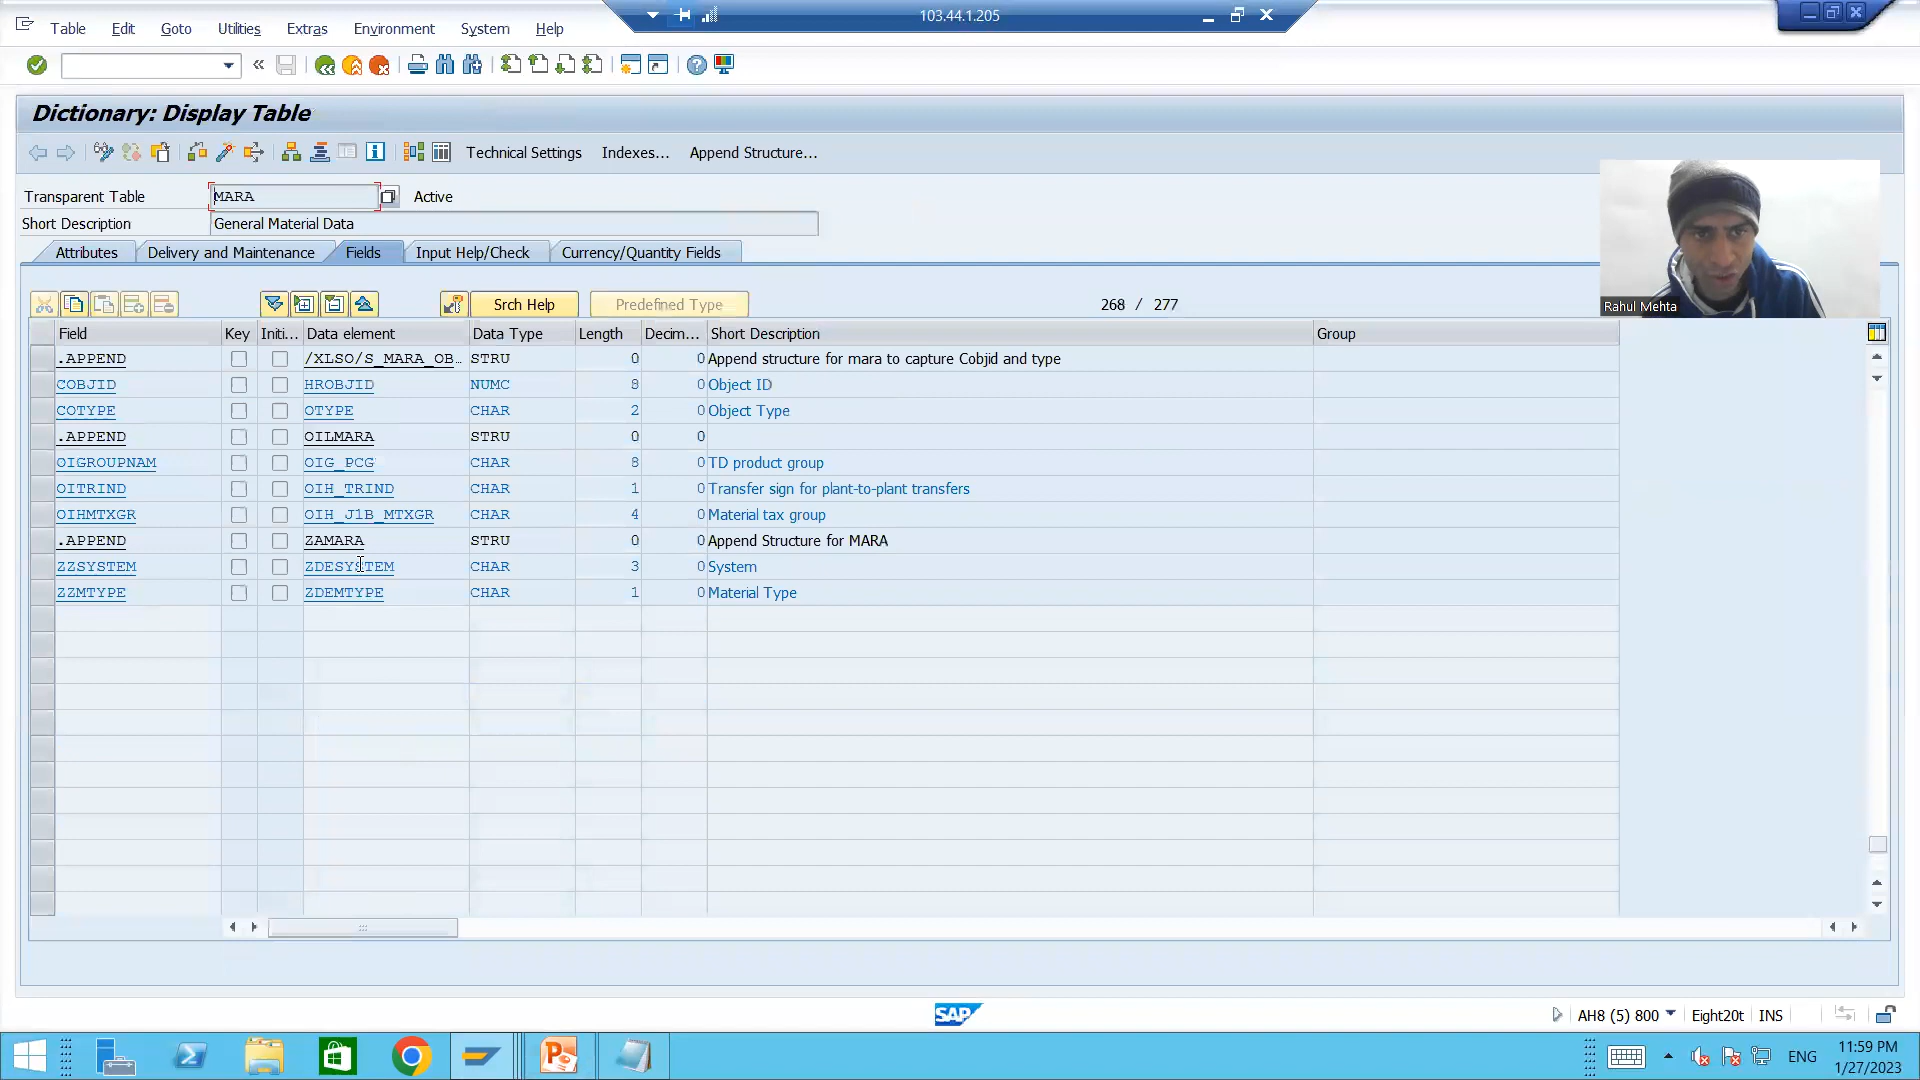 103.44.1.205
Table Edit Goto Utilities Extras Environment System Help
Dictionary: Display Table
Technical Settings Indexes... Append Structure...
Transparent Table MARA Active
Short Description General Material Data
Attributes Delivery and Maintenance Fields Input Help/Check Currency/Quantity Fields
Srch Help Predefined Type 268 / 277
Field Key Initi... Data element Data Type Length Decim... Short Description Group
.APPEND /XLSO/S_MARA_OB… STRU 0 0 Append structure for mara to capture Cobjid and type
COBJID HROBJID NUMC 8 0 Object ID
COTYPE OTYPE CHAR 2 0 Object Type
.APPEND OILMARA STRU 0 0
OIGROUPNAM OIG_PCG CHAR 8 0 TD product group
OITRIND OIH_TRIND CHAR 1 0 Transfer sign for plant-to-plant transfers
OIHMTXGR OIH_J1B_MTXGR CHAR 4 0 Material tax group
.APPEND ZAMARA STRU 0 0 Append Structure for MARA
ZZSYSTEM ZDESYSTEM CHAR 3 0 System
ZZMTYPE ZDEMTYPE CHAR 1 0 Material Type
Rahul Mehta
SAP
AH8 (5) 800 Eight20t INS
ENG
11:59 PM
1/27/2023